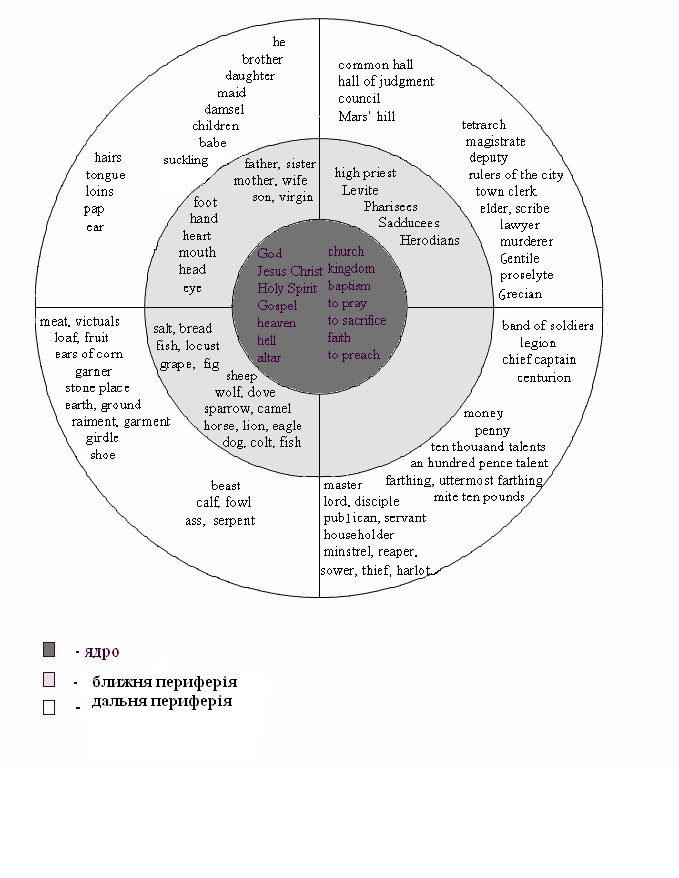 he
brother
daughter
maid
damsel
children
babe
suckling
hairs
tongue
loins
pap
ear
father, sister
mother, wife
son, virgin
foot
hand
heart
mouth
head
eye
common hall
hall of judgment
council
Mars' hill
tetrarch
magistrate
deputy
rulers of the city
town clerk
elder, scribe
lawyer
murderer
Gentile
proselyte
Grecian
high priest
Levite
Pharisees
Sadducees
Herodians
God
Jesus Christ
Holy Spirit
Gospel
heaven
hell
altar
church
kingdom
baptism
to pray
to sacrifice
faith
to preach
meat, victuals
loaf, fruit
ears of corn
garner
stone place
earth, ground
raiment, garment
girdle
shoe
salt, bread
fish, locust
grape, fig
sheep
wolf, dove
sparrow, camel
horse, lion, eagle
dog, colt, fish
beast
calf, fowl
ass, serpent
band of soldiers
legion
chief captain
centurion
money
penny
ten thousand talents
an hundred pence talent
farthing, uttermost farthing
mite ten pounds
master
lord, disciple
publican, servant
householder
minstrel, reaper,
sower, thief, harlot
- ядро
- ближня периферія
- дальня периферія